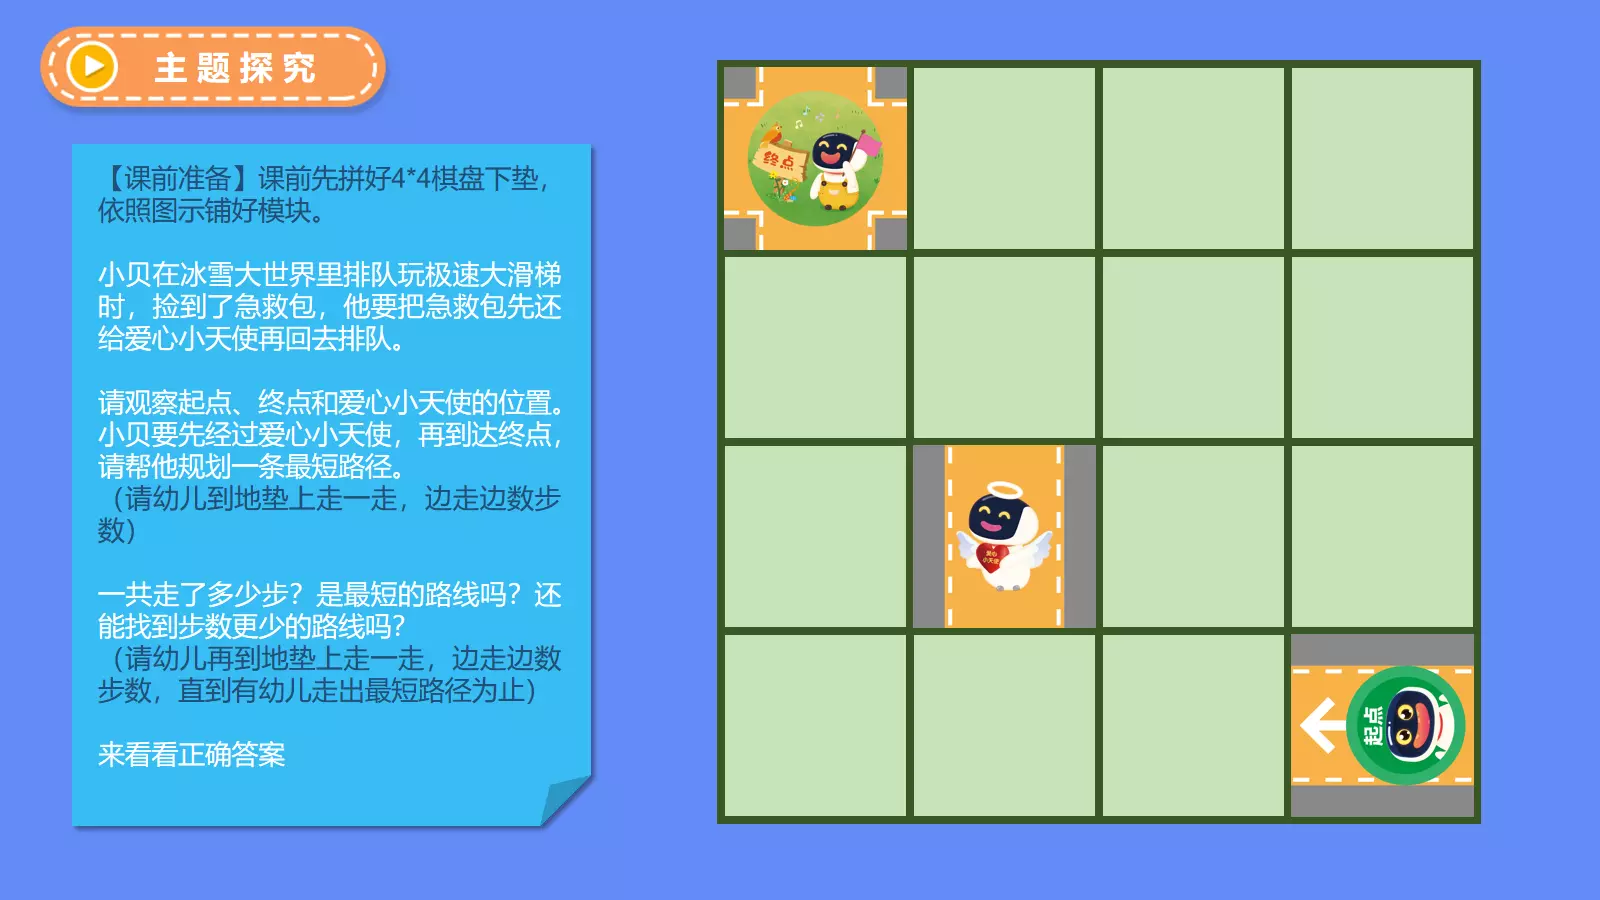 主题探究
【课前准备】课前先拼好4*4棋盘下垫，
依照图示铺好模块。
小贝在冰雪大世界里排队玩极速大滑梯
时，捡到了急救包，他要把急救包先还
给爱心小天使再回去排队。
请观察起点、终点和爱心小天使的位置。
小贝要先经过爱心小天使，再到达终点，
请帮他规划一条最短路径。
（请幼儿到地垫上走一走，边走边数步
数）
一共走了多少步？是最短的路线吗？还
能找到步数更少的路线吗？
（请幼儿再到地垫上走一走，边走边数
步数，直到有幼儿走出最短路径为止）
来看看正确答案
终点
爱心
小天使
起点